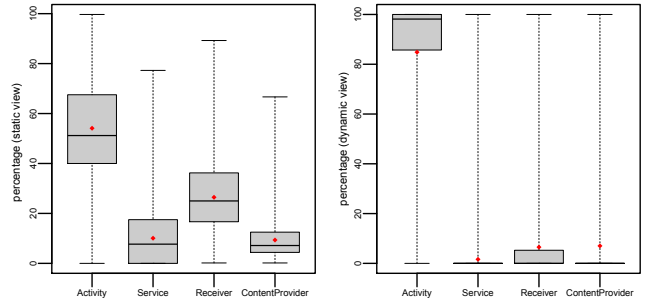 percentage (static view)
100
80
60
40
20
0
Activity
Service
Receiver
ContentProvider
percentage (dynamic view)
100
80
60
40
20
0
Activity
Service
Receiver
ContentProvider